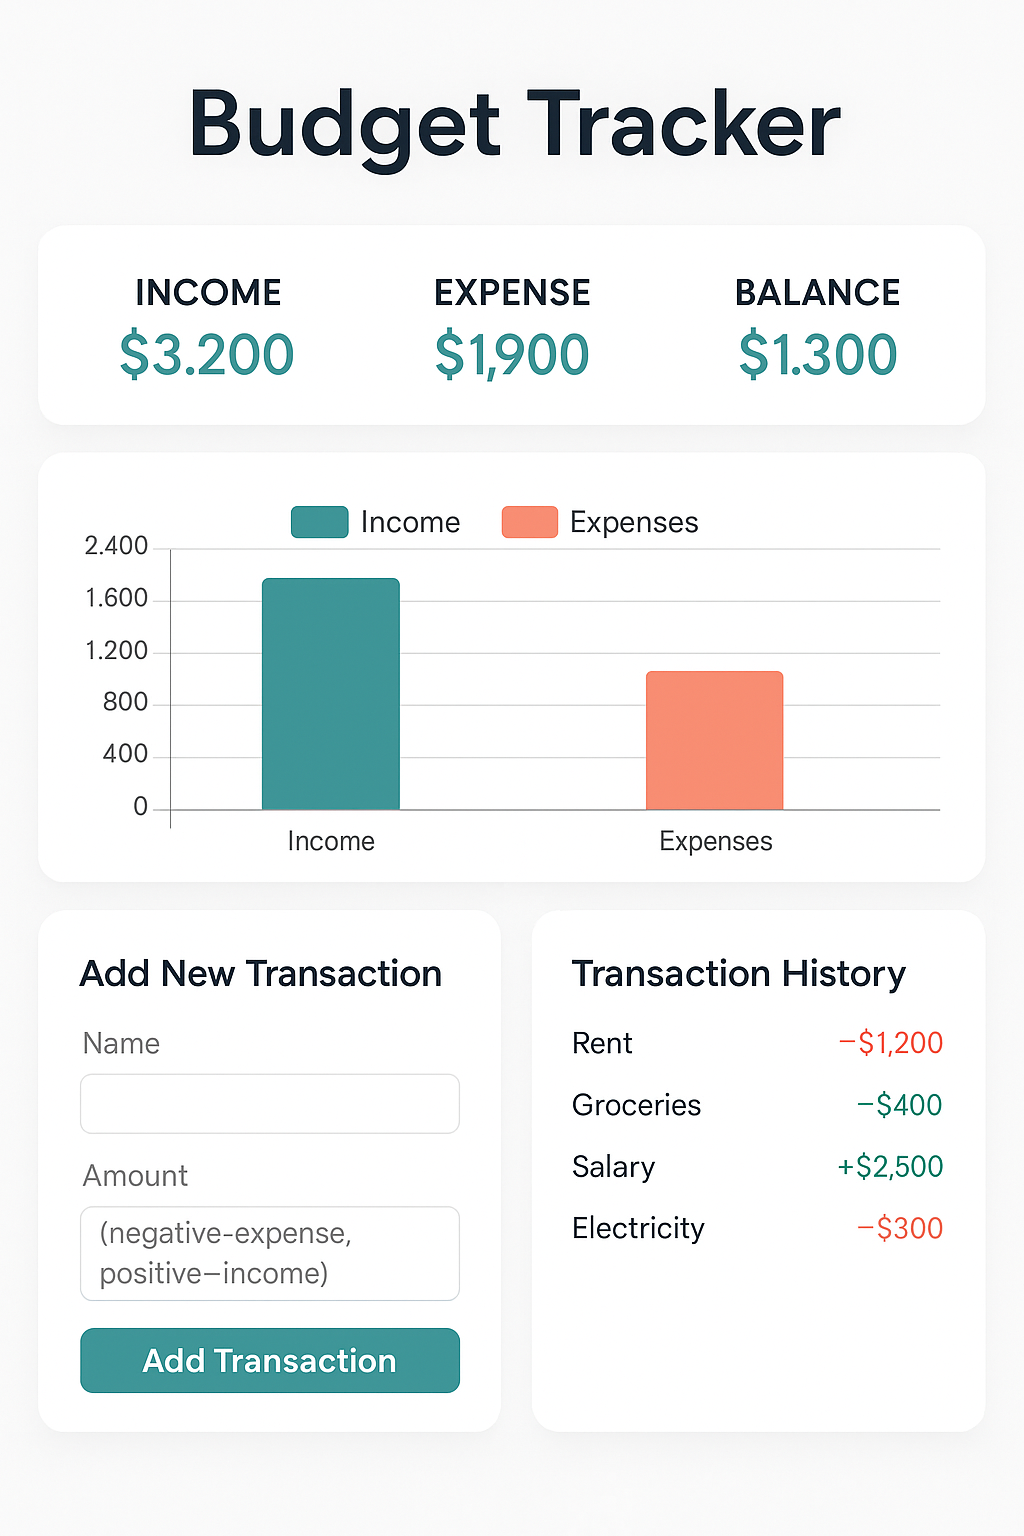 Budget Tracker
INCOME EXPENSE BALANCE
$3.200 $1,900 $1.300
Income Expenses
2.400
1.600
1.200
800
400
0
Income Expenses
Add New Transaction
Name
Amount
(negative-expense,
positive–income)
Add Transaction
Transaction History
Rent –$1,200
Groceries –$400
Salary +$2,500
Electricity –$300